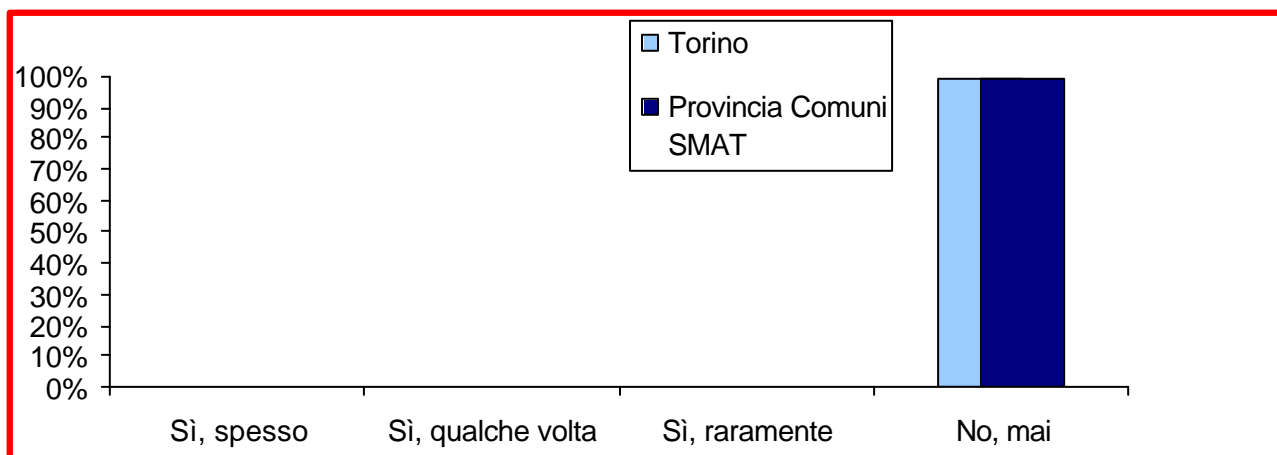 Torino
Provincia Comuni
SMAT
100%
90%
80%
70%
60%
50%
40%
30%
20%
10%
0%
Sì, spesso
Sì, qualche volta
Sì, raramente
No, mai